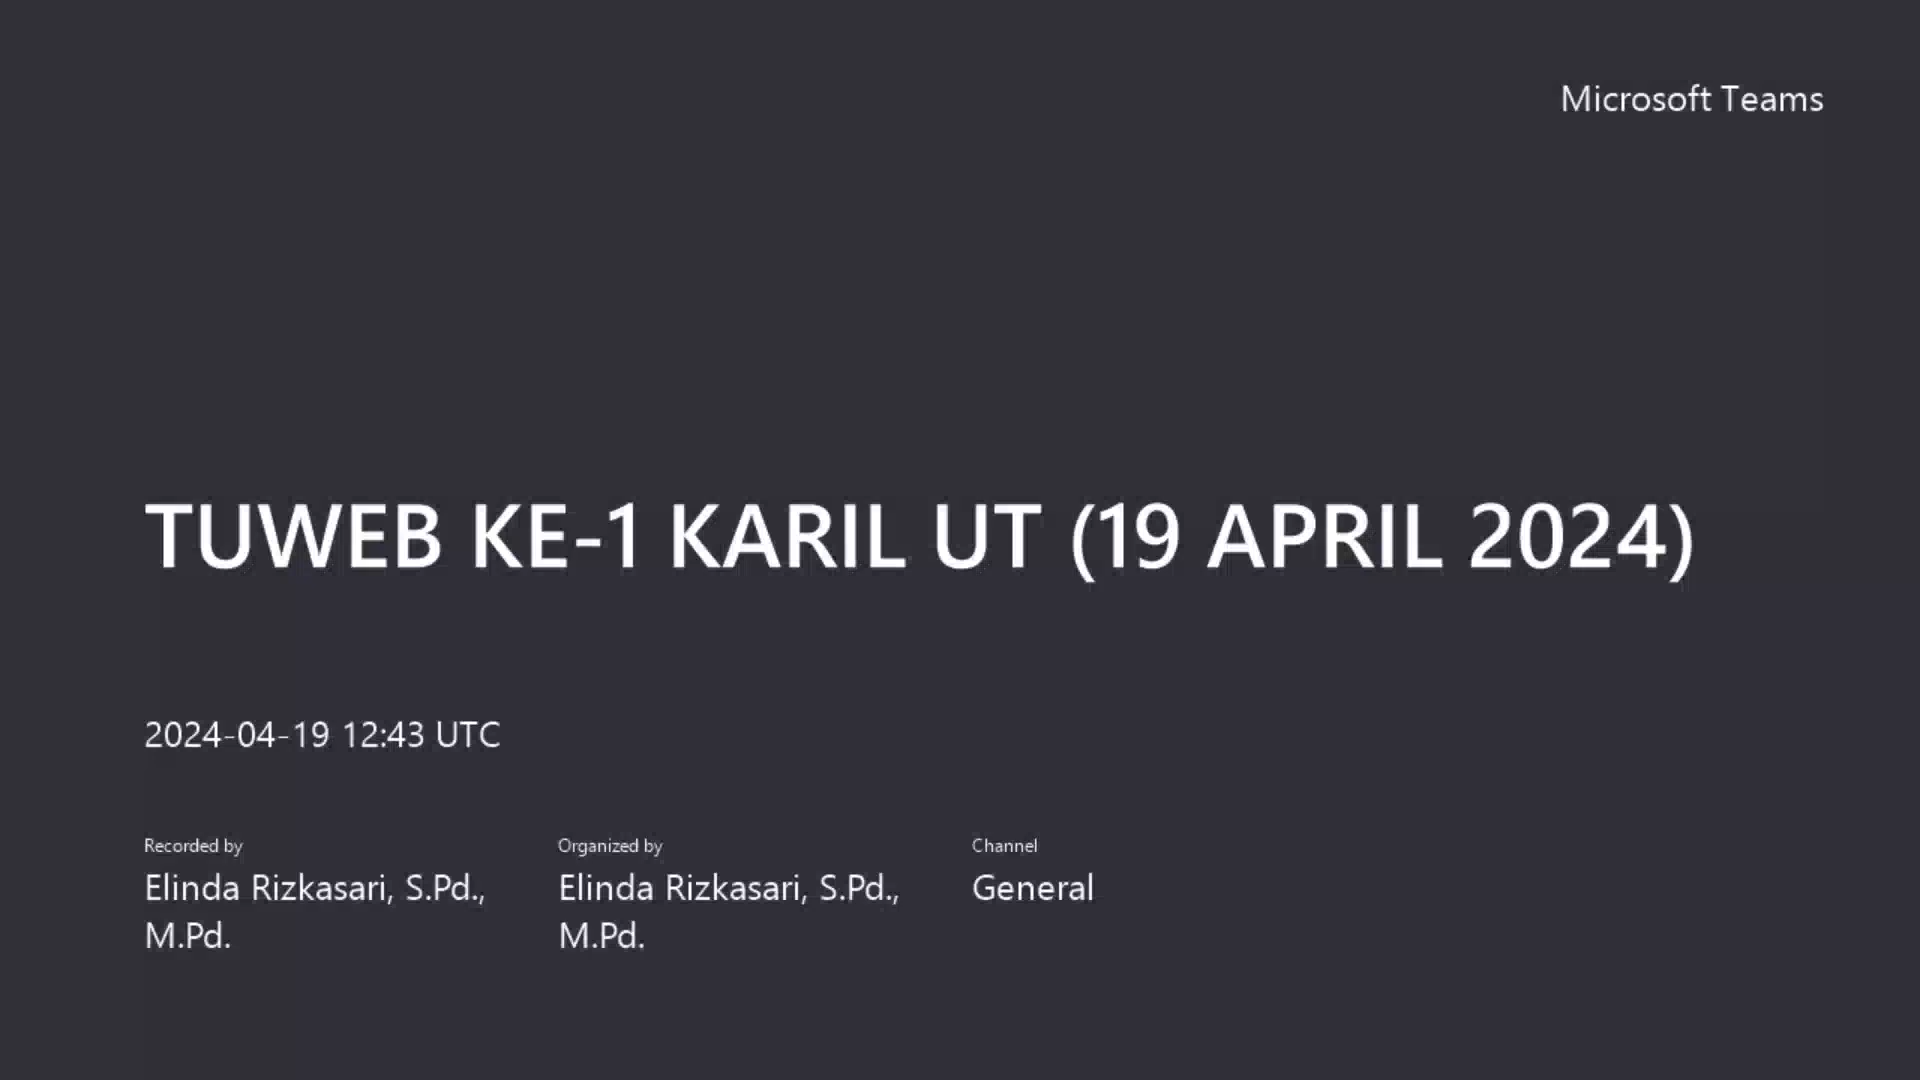 Microsoft Teams
TUWEB KE-1 KARIL UT (19 APRIL 2024)
2024-04-19 12:43 UTC
Recorded by
Elinda Rizkasari, S.Pd.,
M.Pd.
Organized by
Elinda Rizkasari, S.Pd.,
M.Pd.
Channel
General